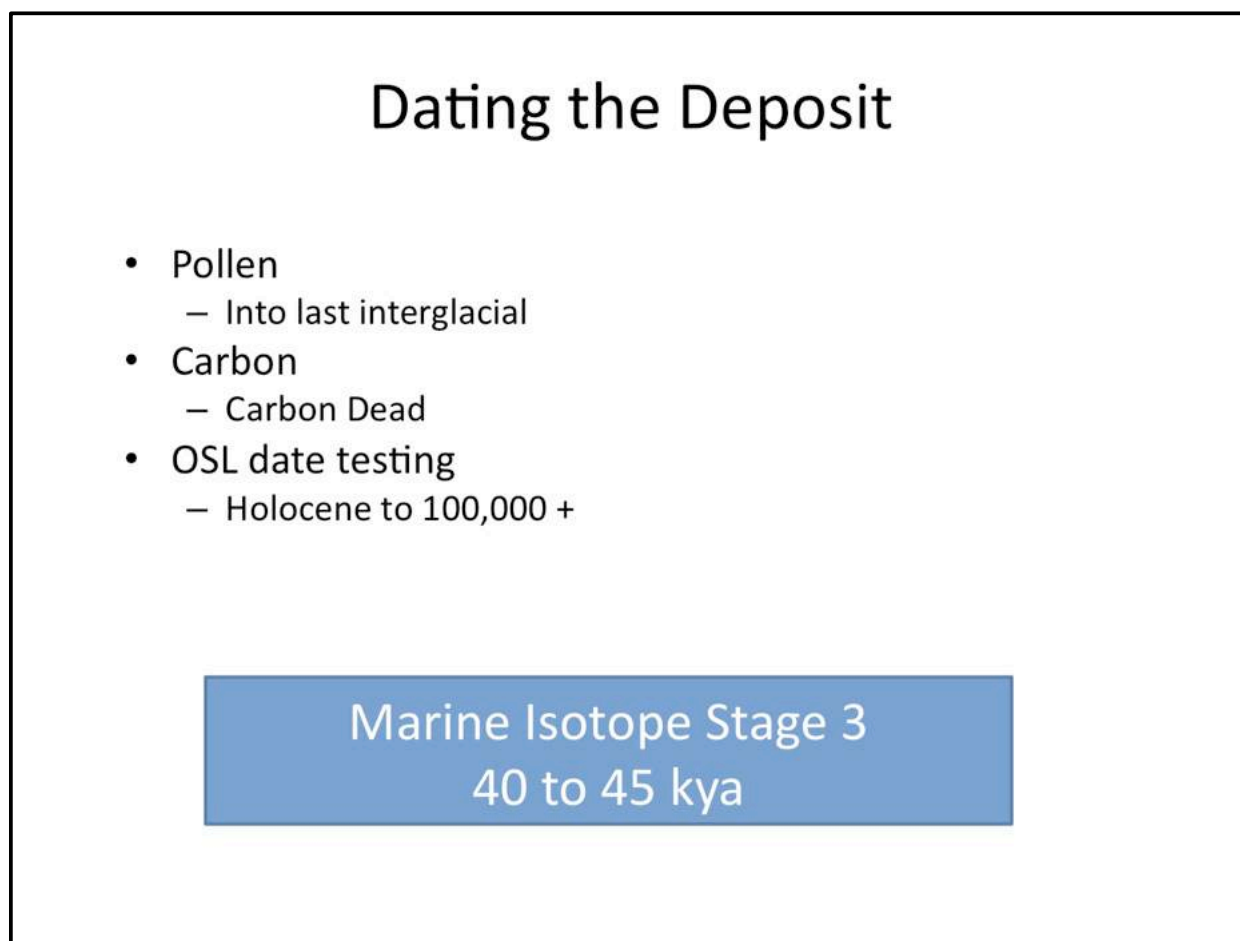 Dating the Deposit
• Pollen
– Into last interglacial
• Carbon
– Carbon Dead
• OSL date testing
– Holocene to 100,000 +
Marine Isotope Stage 3
40 to 45 kya